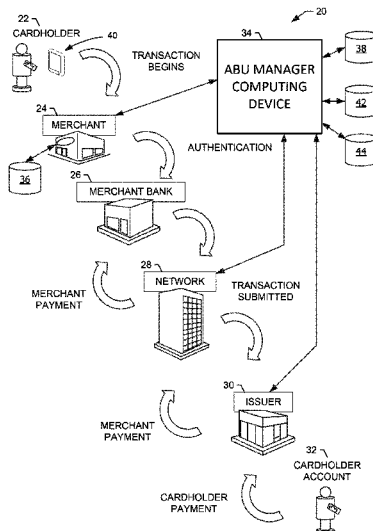 22
CARDHOLDER
40
TRANSACTION
BEGINS
20
34
ABU MANAGER
COMPUTING
DEVICE
38
42
44
24
MERCHANT
AUTHENTICATION
36
26
MERCHANT BANK
28
NETWORK
MERCHANT
PAYMENT
TRANSACTION
SUBMITTED
30
ISSUER
MERCHANT
PAYMENT
32
CARDHOLDER
ACCOUNT
CARDHOLDER
PAYMENT